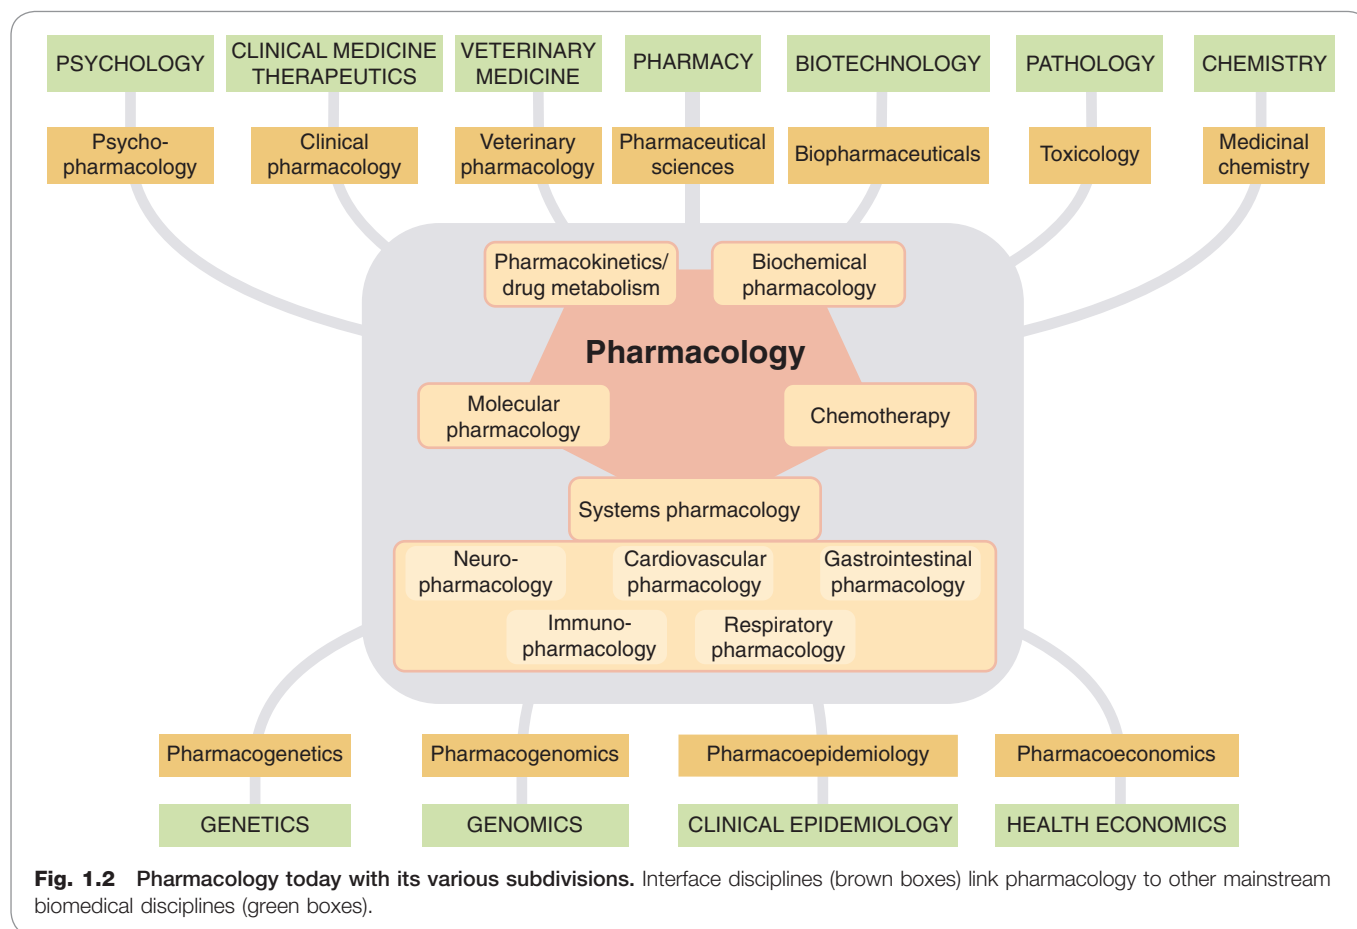 PSYCHOLOGY
CLINICAL MEDICINE
THERAPEUTICS
VETERINARY
MEDICINE
PHARMACY
BIOTECHNOLOGY
PATHOLOGY
CHEMISTRY
Psycho-
pharmacology
Clinical
pharmacology
Veterinary
pharmacology
Pharmaceutical
sciences
Biopharmaceuticals
Toxicology
Medicinal
chemistry
Pharmacokinetics/
drug metabolism
Biochemical
pharmacology
Pharmacology
Molecular
pharmacology
Chemotherapy
Systems pharmacology
Neuro-
pharmacology
Cardiovascular
pharmacology
Gastrointestinal
pharmacology
Immuno-
pharmacology
Respiratory
pharmacology
Pharmacogenetics
Pharmacogenomics
Pharmacoepidemiology
Pharmacoeconomics
GENETICS
GENOMICS
CLINICAL EPIDEMIOLOGY
HEALTH ECONOMICS
Fig. 1.2 Pharmacology today with its various subdivisions. Interface disciplines (brown boxes) link pharmacology to other mainstream
biomedical disciplines (green boxes).